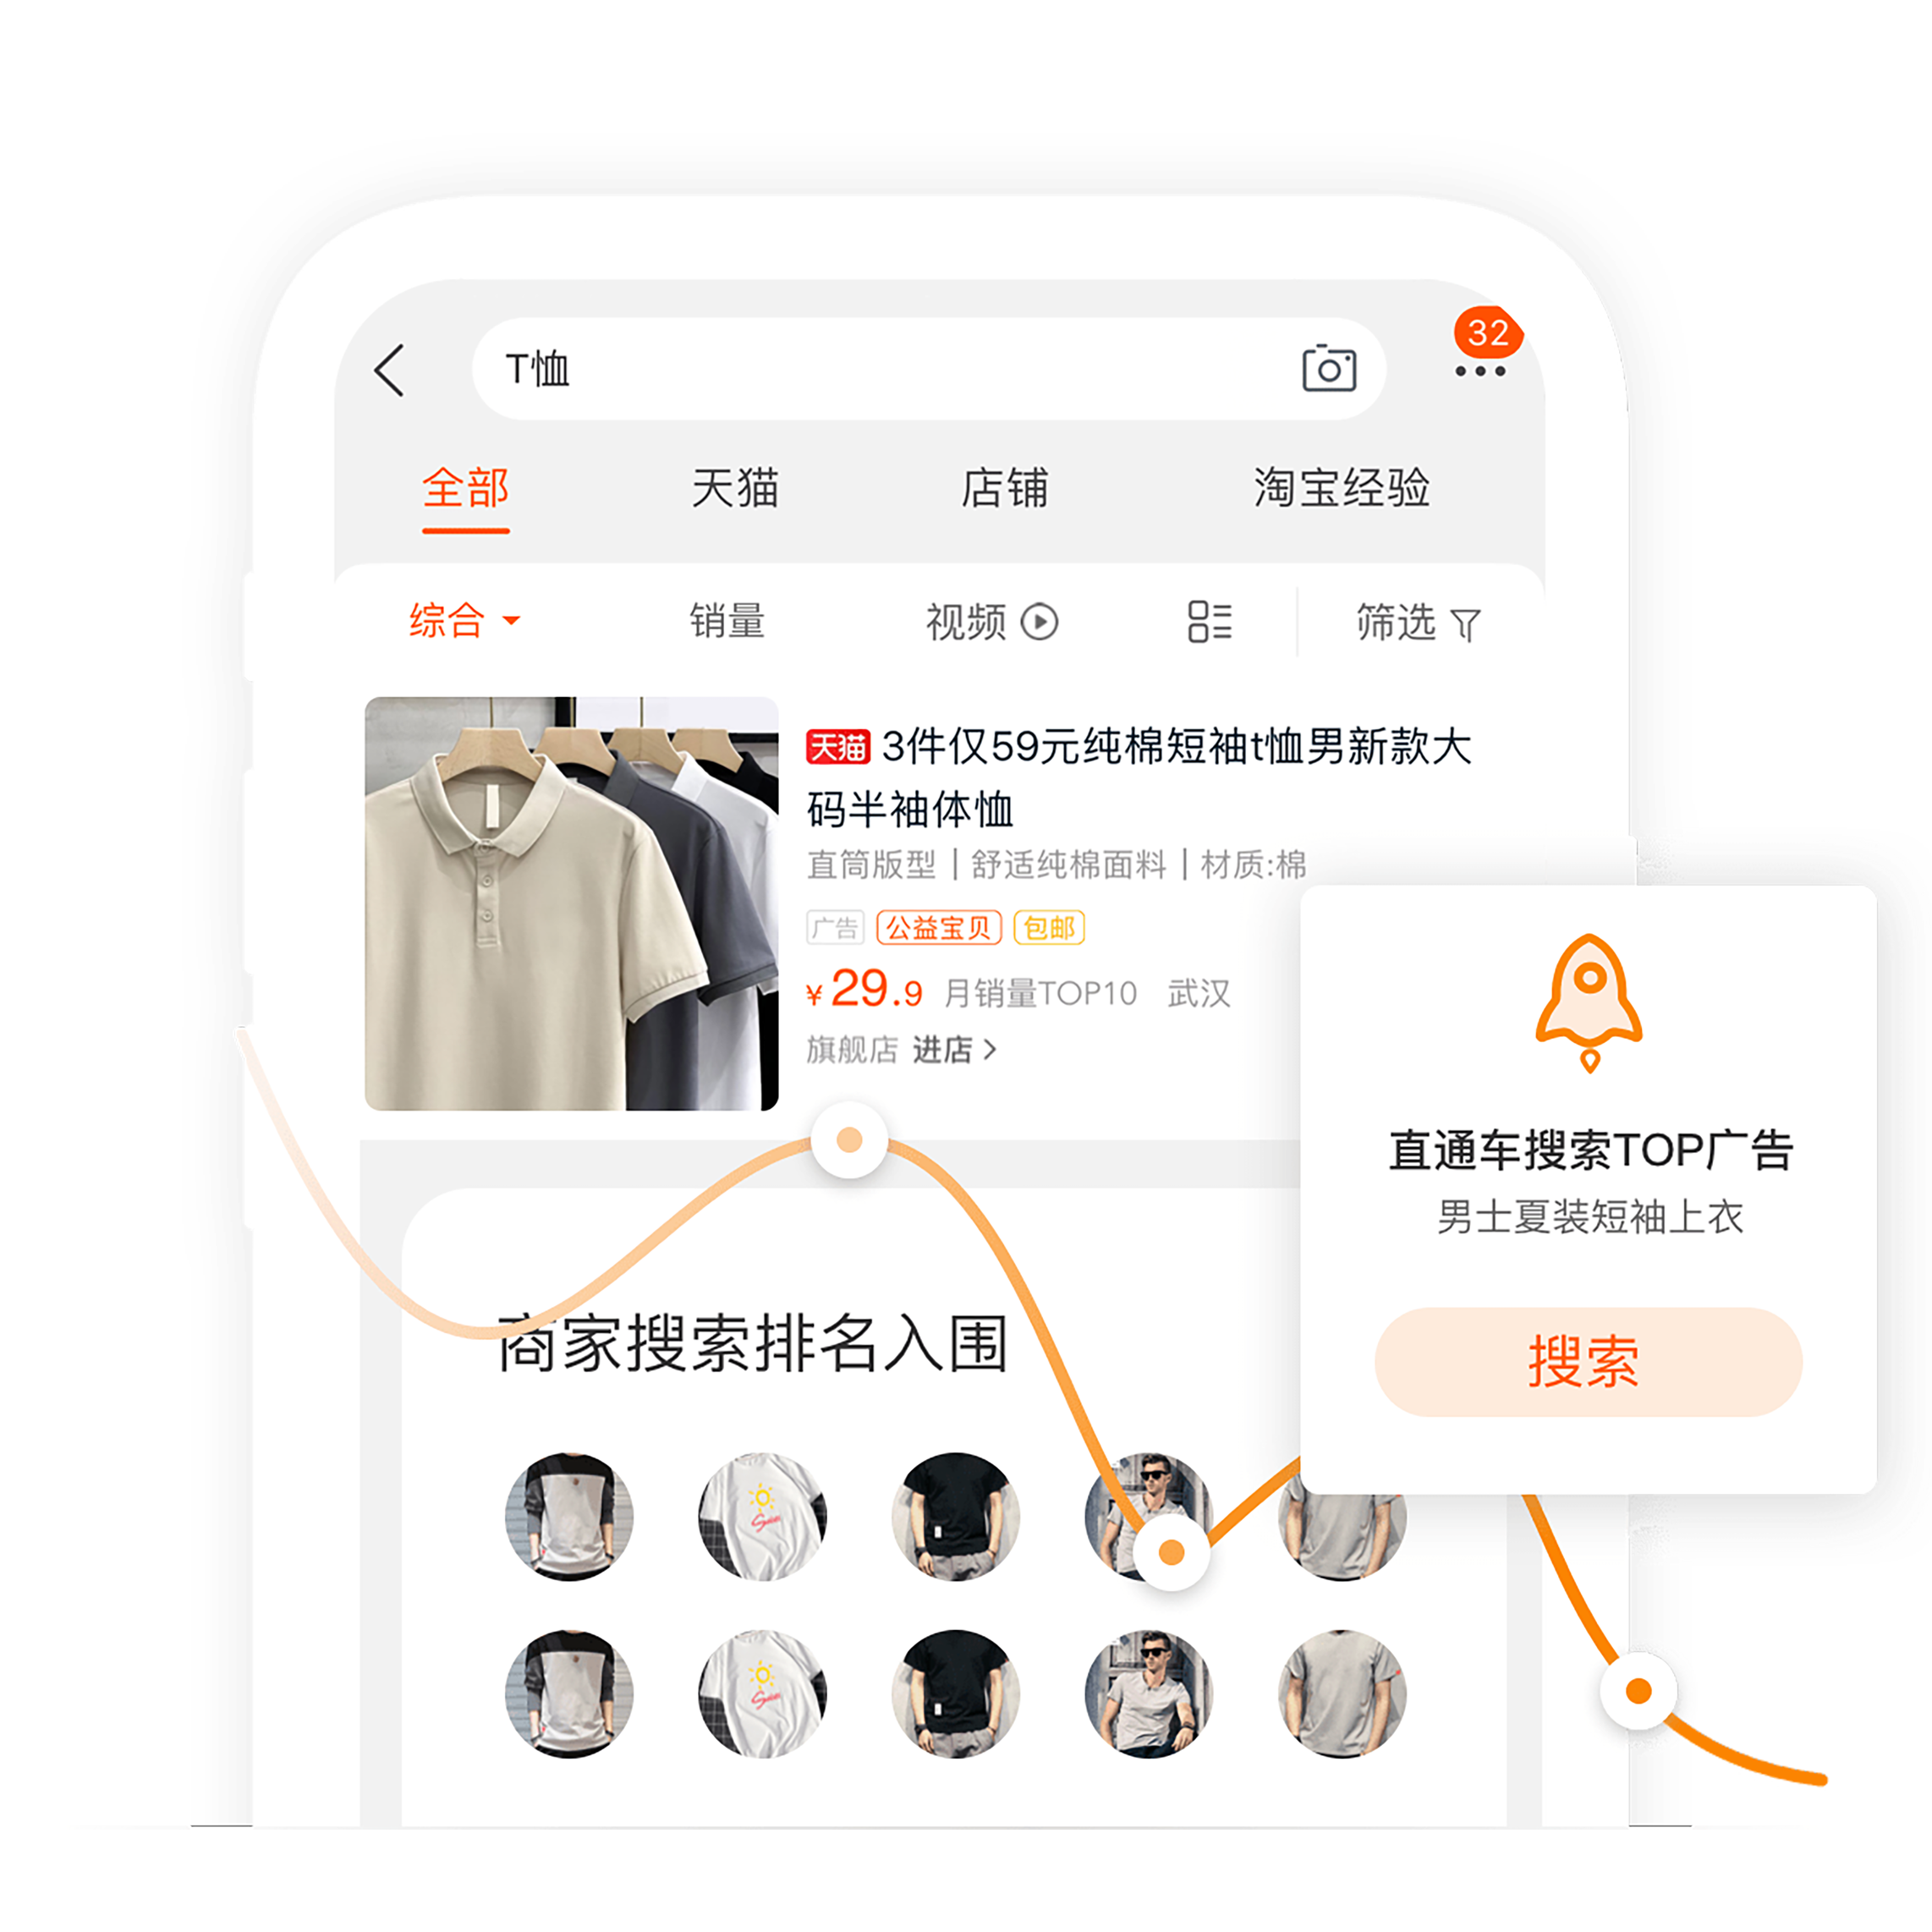 32
T恤
全部 天猫 店铺 淘宝经验
综合 销量 视频 筛选
天猫 3件仅59元纯棉短袖t恤男新款大
码半袖体恤
直筒版型 | 舒适纯棉面料 | 材质:棉
广告 公益宝贝 包邮
¥29.9 月销量TOP10 武汉
旗舰店 进店 >
直通车搜索TOP广告
男士夏装短袖上衣
搜索
商家搜索排名入围